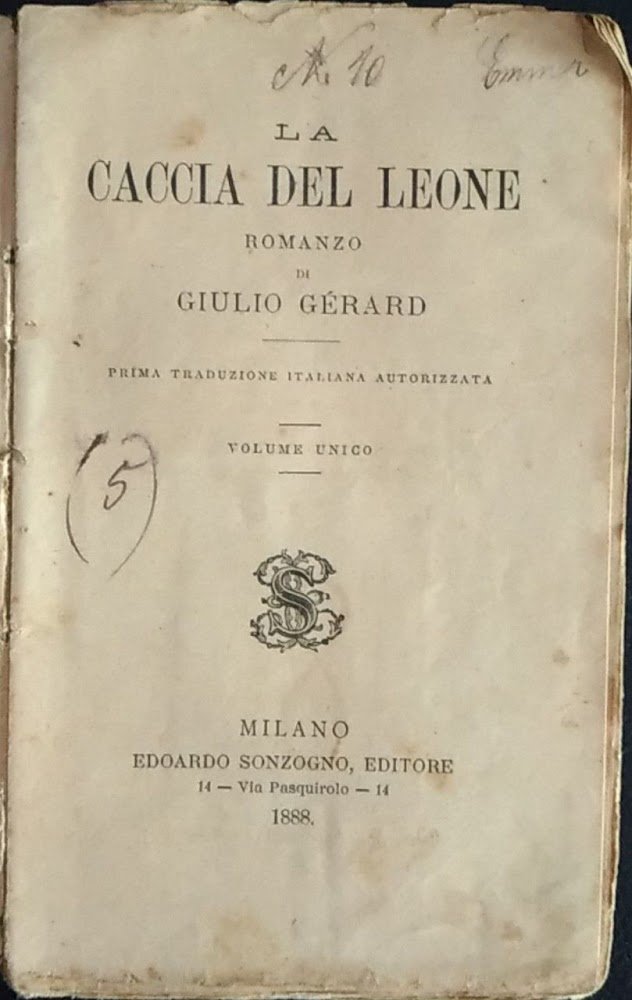 N. 10 Emma
LA
CACCIA DEL LEONE
ROMANZO
DI
GIULIO GÉRARD
PRIMA TRADUZIONE ITALIANA AUTORIZZATA
VOLUME UNICO
(5)
MILANO
EDOARDO SONZOGNO, EDITORE
14 — Via Pasquirolo — 14
1888.